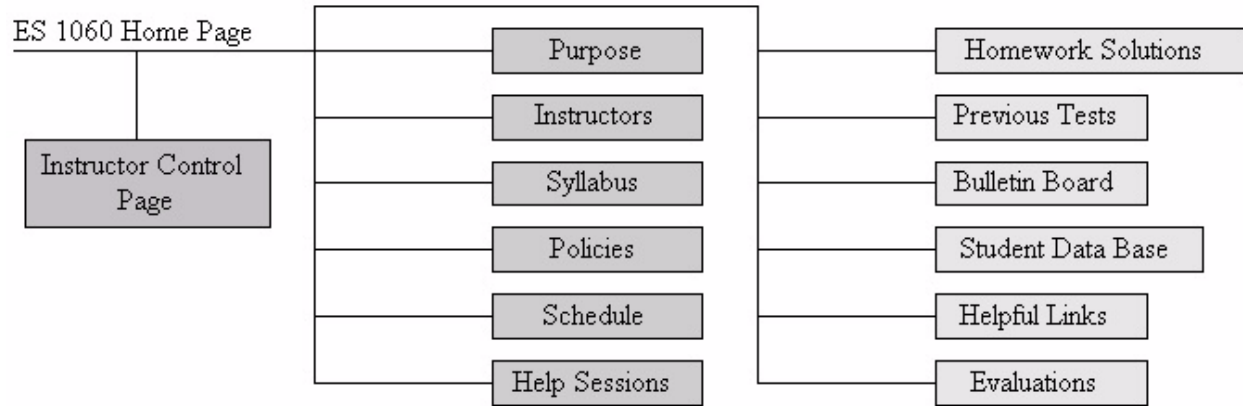 ES 1060 Home Page
Instructor Control
Page
Purpose
Instructors
Syllabus
Policies
Schedule
Help Sessions
Homework Solutions
Previous Tests
Bulletin Board
Student Data Base
Helpful Links
Evaluations